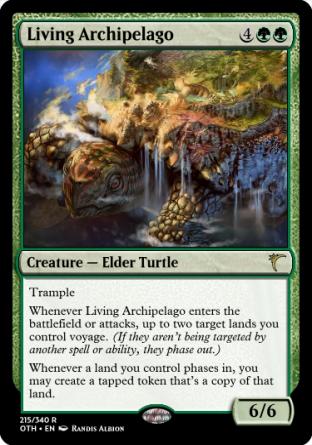 Living Archipelago 4
Creature — Elder Turtle
Trample
Whenever Living Archipelago enters the
battlefield or attacks, up to two target lands you
control voyage. (If they aren't being targeted by
another spell or ability, they phase out.)
Whenever a land you control phases in, you
may create a tapped token that's a copy of that
land.
6/6
215/340 R
OTH • EN Randis Albion